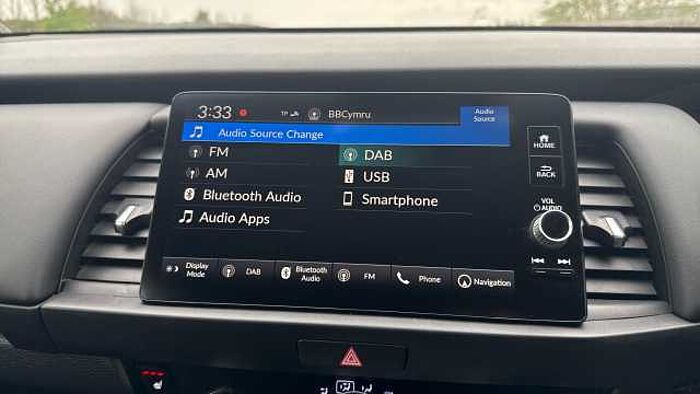 3:33 TP BBCymru Audio Source
Audio Source Change
FM DAB
AM USB
Bluetooth Audio Smartphone
Audio Apps
Display Mode DAB Bluetooth Audio FM Phone Navigation
HOME
BACK
VOL
AUDIO